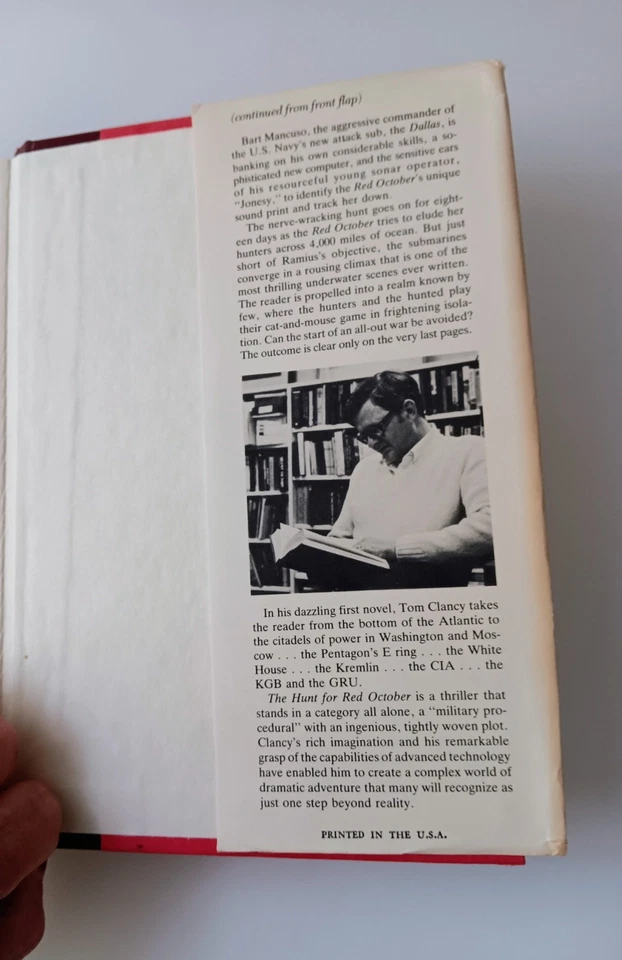 (continued from front flap)
Bart Mancuso, the aggressive commander of
the U.S. Navy's new attack sub, the Dallas, is
banking on his own considerable skills, a so-
phisticated new computer, and the sensitive ears
of his resourceful young sonar operator,
"Jonesy," to identify the Red October's unique
sound print and track her down.
The nerve-wracking hunt goes on for eight-
een days as the Red October tries to elude her
hunters across 4,000 miles of ocean. But just
short of Ramius's objective, the submarines
converge in a rousing climax that is one of the
most thrilling underwater scenes ever written.
The reader is propelled into a realm known by
few, where the hunters and the hunted play
their cat-and-mouse game in frightening isola-
tion. Can the start of an all-out war be avoided?
The outcome is clear only on the very last pages.
In his dazzling first novel, Tom Clancy takes
the reader from the bottom of the Atlantic to
the citadels of power in Washington and Mos-
cow . . . the Pentagon's E ring . . . the White
House . . . the Kremlin . . . the CIA . . . the
KGB and the GRU.
The Hunt for Red October is a thriller that
stands in a category all alone, a "military pro-
cedural" with an ingenious, tightly woven plot.
Clancy's rich imagination and his remarkable
grasp of the capabilities of advanced technology
have enabled him to create a complex world of
dramatic adventure that many will recognize as
just one step beyond reality.
PRINTED IN THE U.S.A.